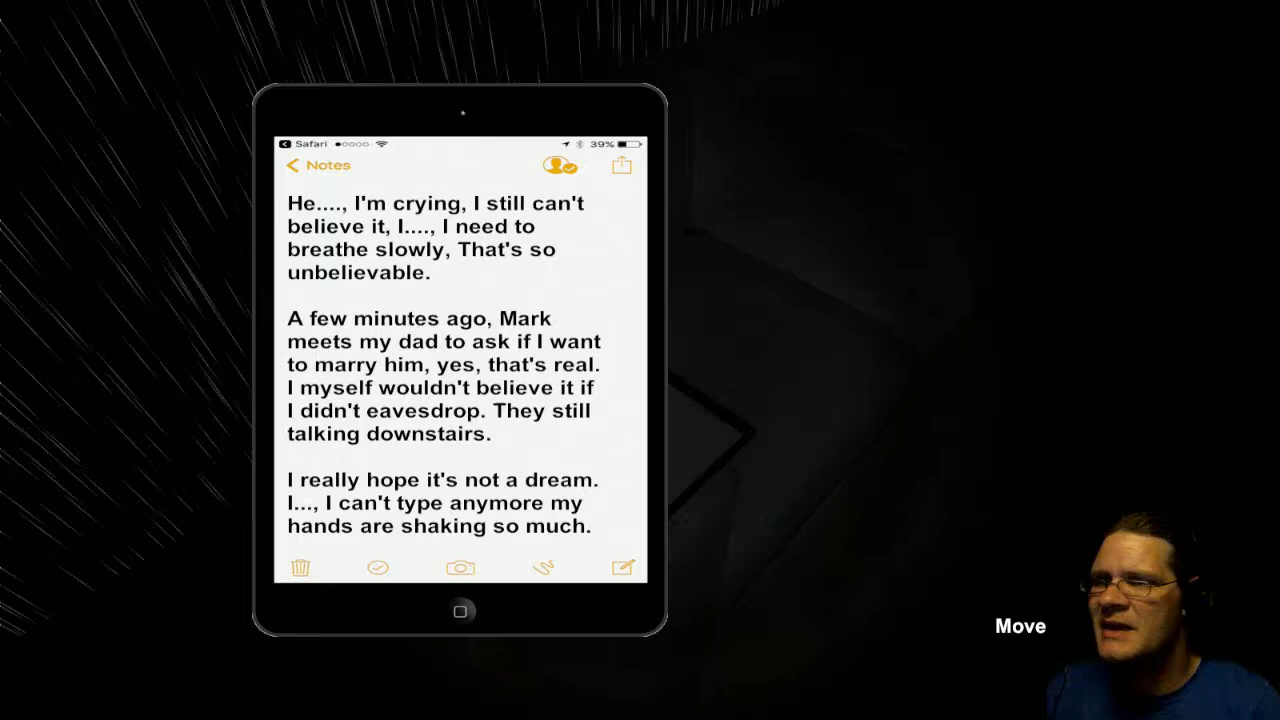 Safari 39%
Notes
He...., I'm crying, I still can't
believe it, I...., I need to
breathe slowly, That's so
unbelievable.
A few minutes ago, Mark
meets my dad to ask if I want
to marry him, yes, that's real.
I myself wouldn't believe it if
I didn't eavesdrop. They still
talking downstairs.
I really hope it's not a dream.
I..., I can't type anymore my
hands are shaking so much.
Move